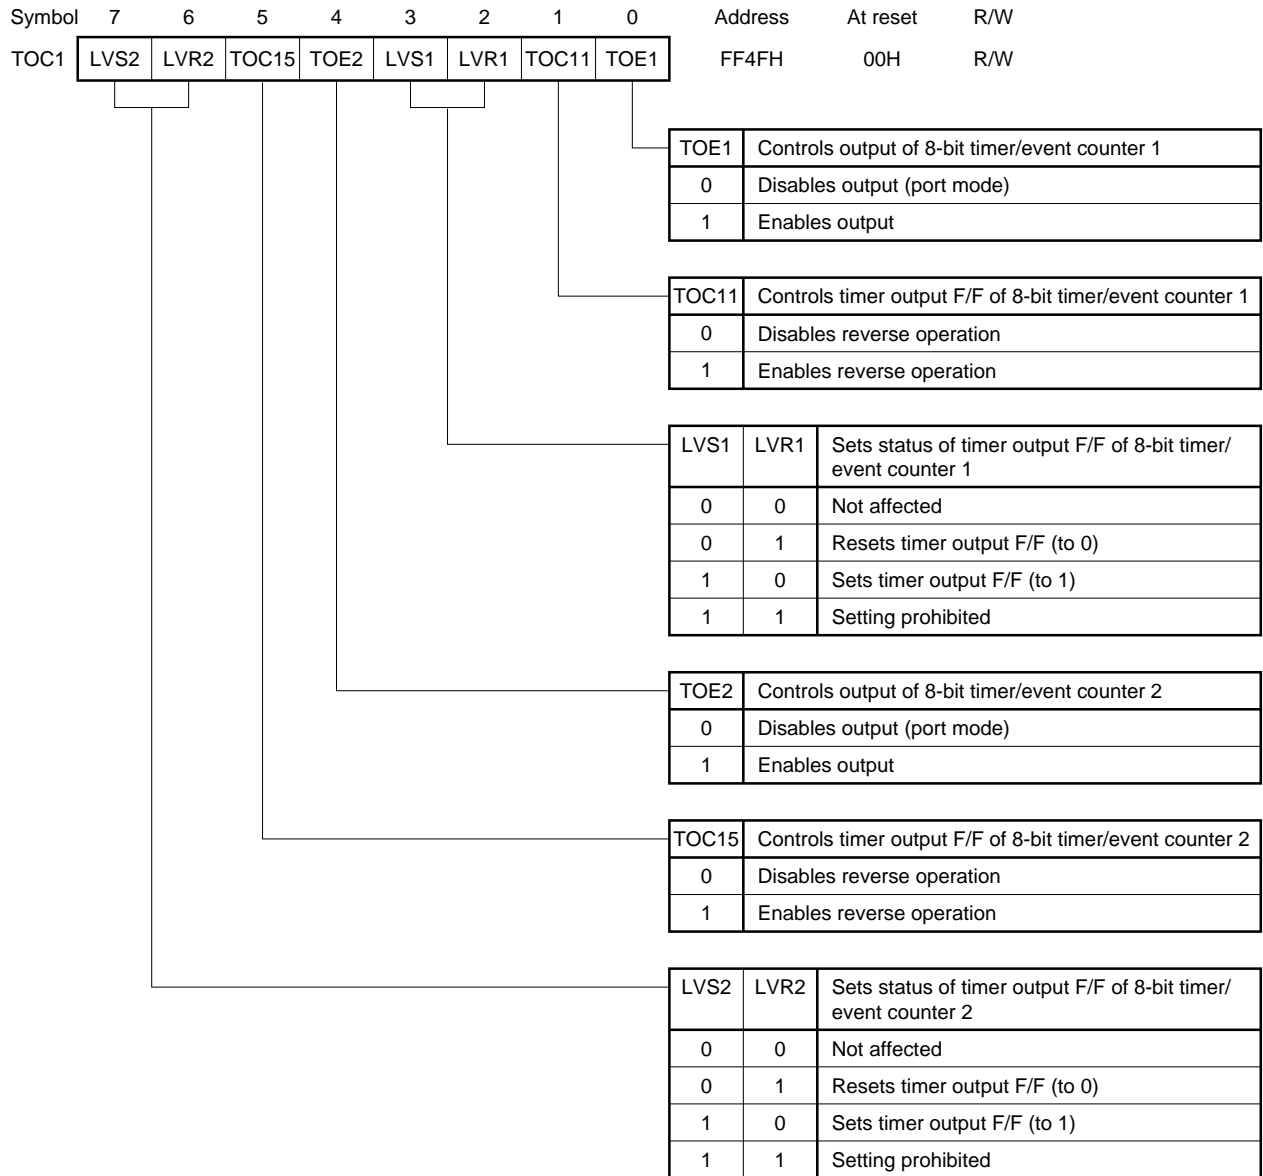 Symbol 7 6 5 4 3 2 1 0 Address At reset R/W
TOC1 LVS2 LVR2 TOC15 TOE2 LVS1 LVR1 TOC11 TOE1 FF4FH 00H R/W
TOE1 Controls output of 8-bit timer/event counter 1
0 Disables output (port mode)
1 Enables output
TOC11 Controls timer output F/F of 8-bit timer/event counter 1
0 Disables reverse operation
1 Enables reverse operation
LVS1 LVR1 Sets status of timer output F/F of 8-bit timer/
event counter 1
0 0 Not affected
0 1 Resets timer output F/F (to 0)
1 0 Sets timer output F/F (to 1)
1 1 Setting prohibited
TOE2 Controls output of 8-bit timer/event counter 2
0 Disables output (port mode)
1 Enables output
TOC15 Controls timer output F/F of 8-bit timer/event counter 2
0 Disables reverse operation
1 Enables reverse operation
LVS2 LVR2 Sets status of timer output F/F of 8-bit timer/
event counter 2
0 0 Not affected
0 1 Resets timer output F/F (to 0)
1 0 Sets timer output F/F (to 1)
1 1 Setting prohibited